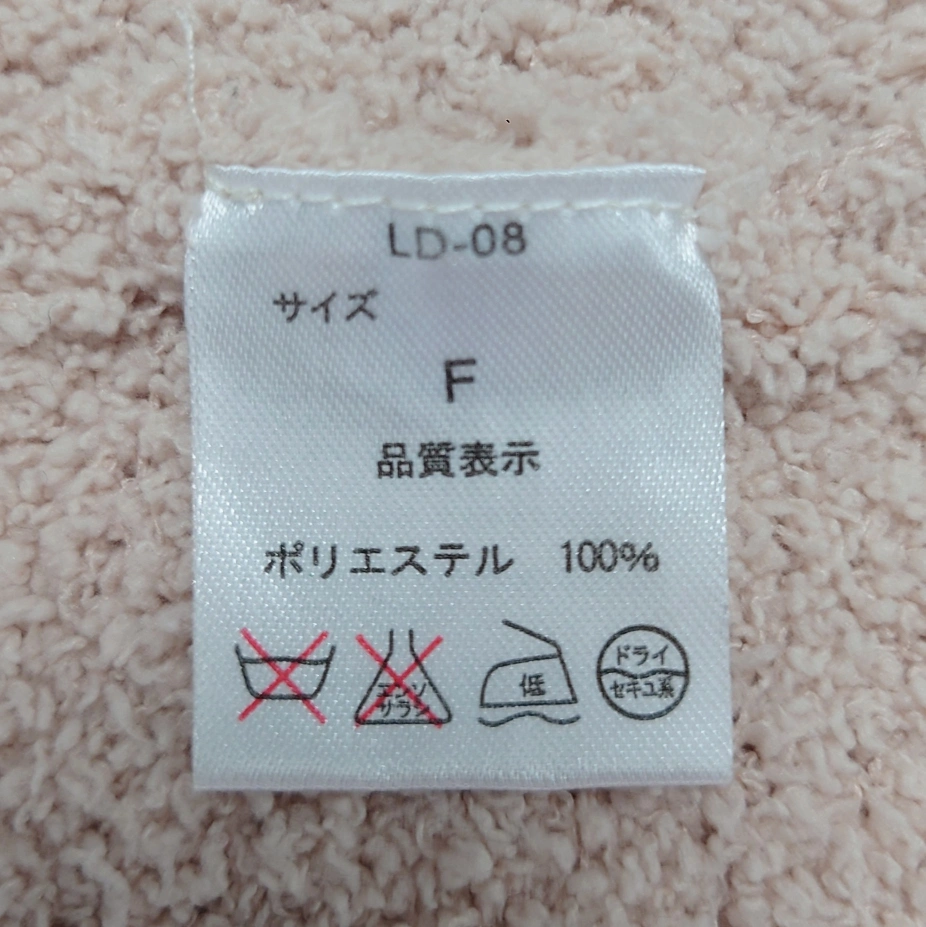 LD-08
サイズ
F
品質表示
ポリエステル 100%
エンソ
サラシ
低
ドライ
セキユ系